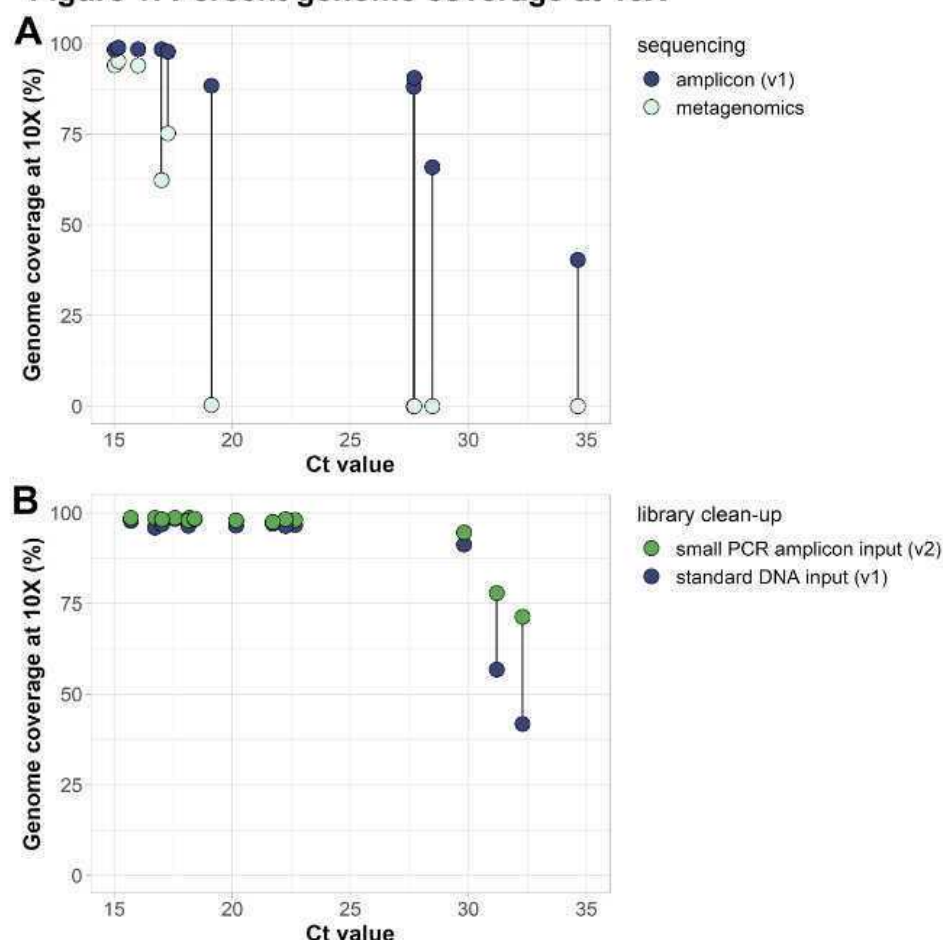 A
100
75
50
25
0
Genome coverage at 10X (%)
15 20 25 30 35
Ct value
sequencing
amplicon (v1)
metagenomics
B
100
75
50
25
0
Genome coverage at 10X (%)
15 20 25 30 35
Ct value
library clean-up
small PCR amplicon input (v2)
standard DNA input (v1)